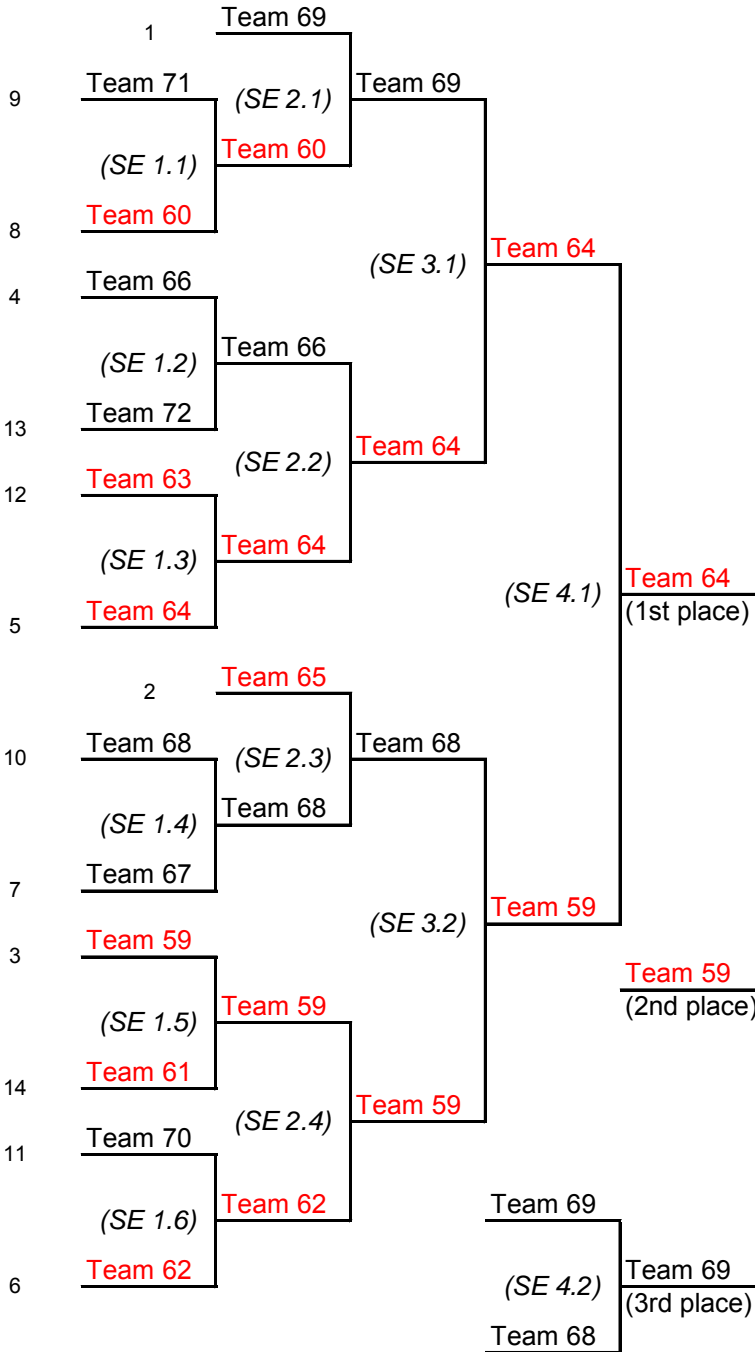 Team 69
1
Team 71
Team 69
9
(SE 2.1)
Team 60
(SE 1.1)
Team 60
8
Team 64
(SE 3.1)
Team 66
4
Team 66
(SE 1.2)
Team 72
13
Team 64
(SE 2.2)
Team 63
12
Team 64
(SE 1.3)
Team 64
(SE 4.1)
(1st place)
Team 64
5
Team 65
2
Team 68
Team 68
10
(SE 2.3)
Team 68
(SE 1.4)
Team 67
7
Team 59
(SE 3.2)
Team 59
3
Team 59
(2nd place)
Team 59
(SE 1.5)
Team 61
14
Team 59
(SE 2.4)
Team 70
11
Team 62
Team 69
(SE 1.6)
Team 62
6
Team 69
(SE 4.2)
(3rd place)
Team 68